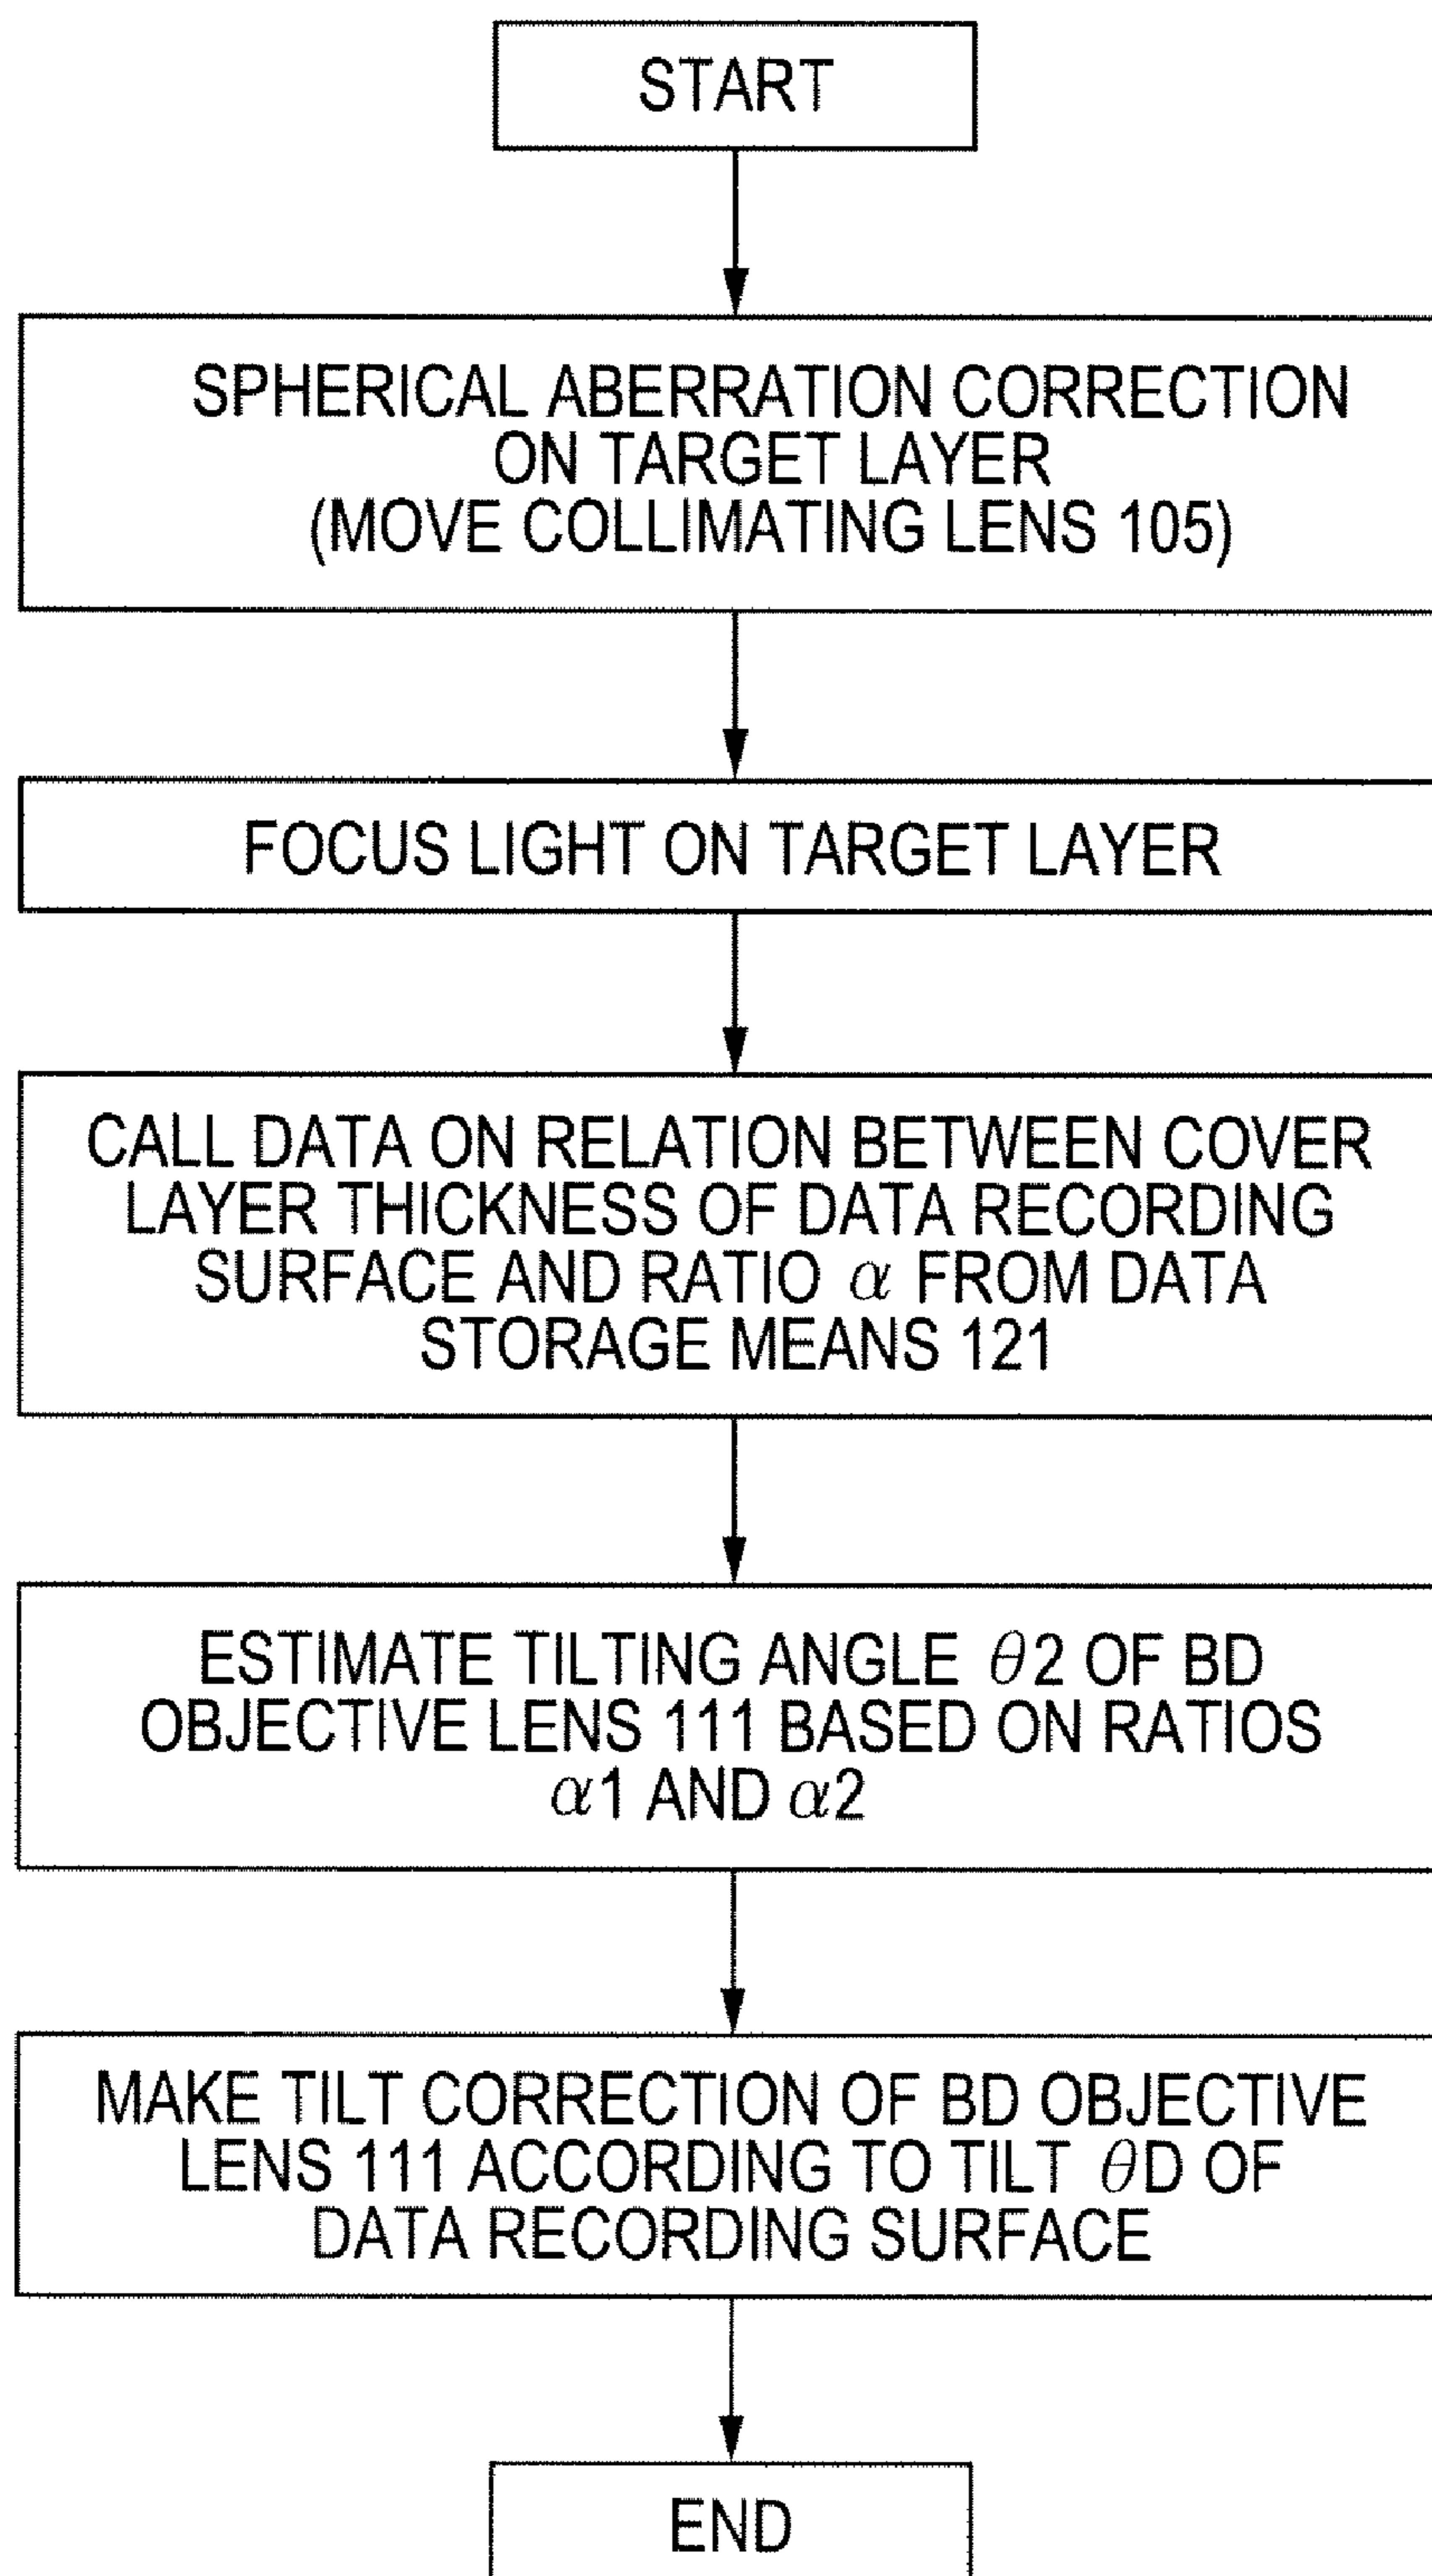 START
SPHERICAL ABERRATION CORRECTION
ON TARGET LAYER
(MOVE COLLIMATING LENS 105)
FOCUS LIGHT ON TARGET LAYER
CALL DATA ON RELATION BETWEEN COVER
LAYER THICKNESS OF DATA RECORDING
SURFACE AND RATIO α FROM DATA
STORAGE MEANS 121
ESTIMATE TILTING ANGLE θ2 OF BD
OBJECTIVE LENS 111 BASED ON RATIOS
α1 AND α2
MAKE TILT CORRECTION OF BD OBJECTIVE
LENS 111 ACCORDING TO TILT θD OF
DATA RECORDING SURFACE
END